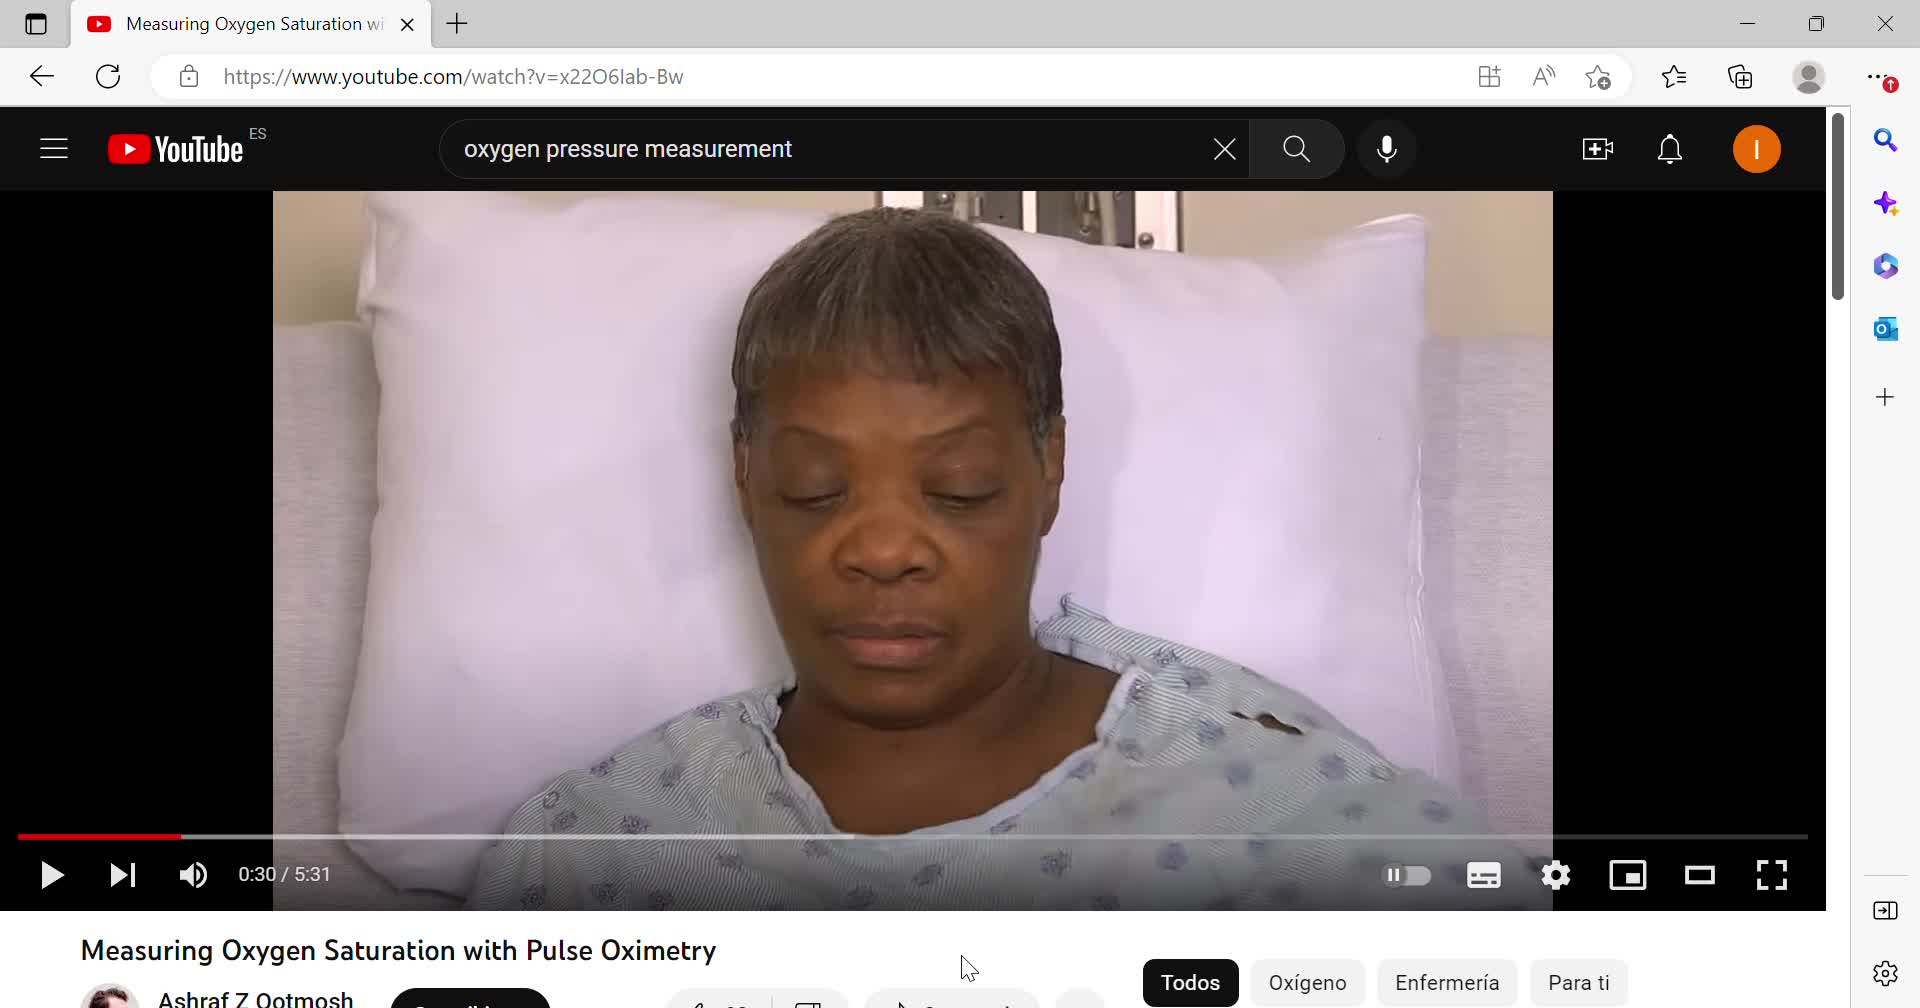 Measuring Oxygen Saturation wi
https://www.youtube.com/watch?v=x22O6lab-Bw
YouTube ES
oxygen pressure measurement
I
0:30 / 5:31
Measuring Oxygen Saturation with Pulse Oximetry
Todos
Oxígeno
Enfermería
Para ti
Ashraf Z Qotmosh